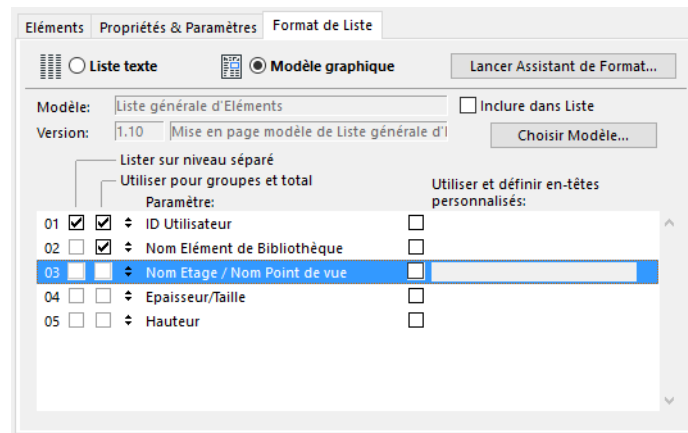 Eléments Propriétés & Paramètres Format de Liste
Liste texte Modèle graphique Lancer Assistant de Format...
Modèle: Liste générale d'Eléments Inclure dans Liste
Version: 1.10 Mise en page modèle de Liste générale d'I Choisir Modèle...
Lister sur niveau séparé
Utiliser pour groupes et total
Utiliser et définir en-têtes
Paramètre: personnalisés:
01 ID Utilisateur
02 Nom Elément de Bibliothèque
03 Nom Etage / Nom Point de vue
04 Epaisseur/Taille
05 Hauteur